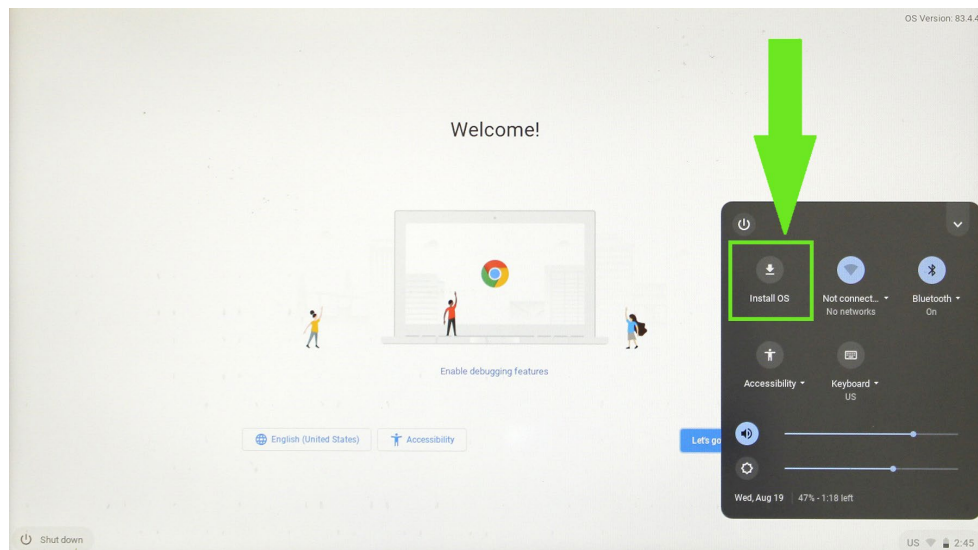 OS Version: 83.4.4
Welcome!
Install OS
Not connect...
No networks
Bluetooth
On
Enable debugging features
Accessibility
Keyboard
US
English (United States)
Accessibility
Let's go
Wed, Aug 19
47% - 1:18 left
Shut down
US
2:45